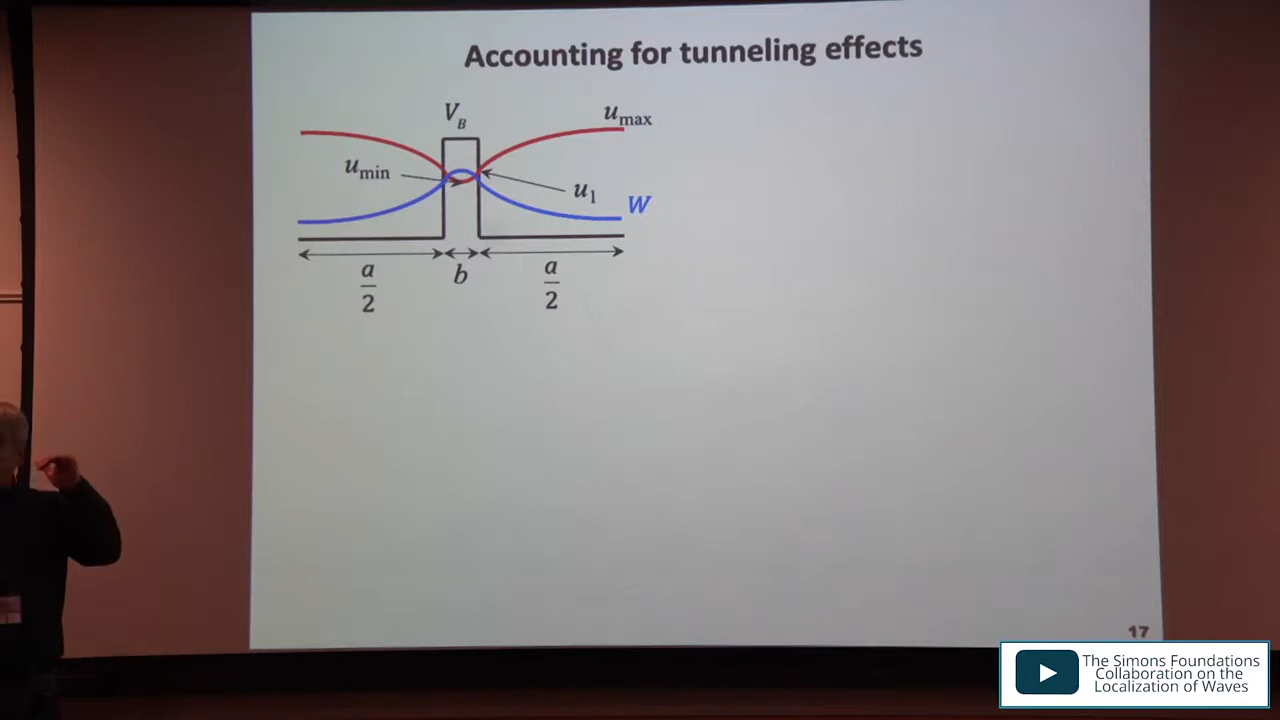 Accounting for tunneling effects
V_B
u_max
u_min
u_1
W
a/2
b
a/2
17
The Simons Foundations
Collaboration on the
Localization of Waves